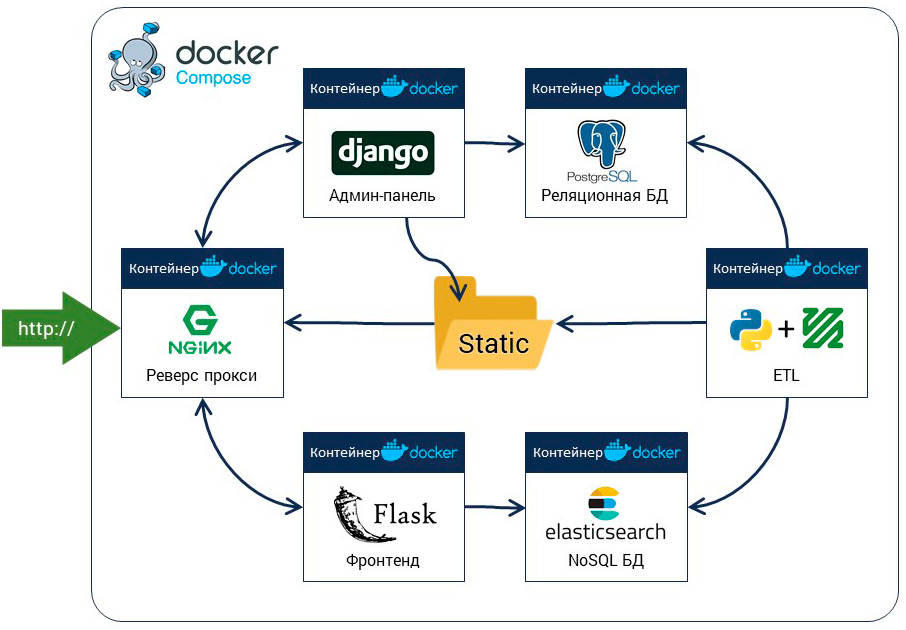 docker
Compose
Контейнер docker
django
Админ-панель
Контейнер docker
PostgreSQL
Реляционная БД
http://
Контейнер docker
NGINX
Реверс прокси
Static
Контейнер docker
+
ETL
Контейнер docker
Flask
Фронтенд
Контейнер docker
elasticsearch
NoSQL БД